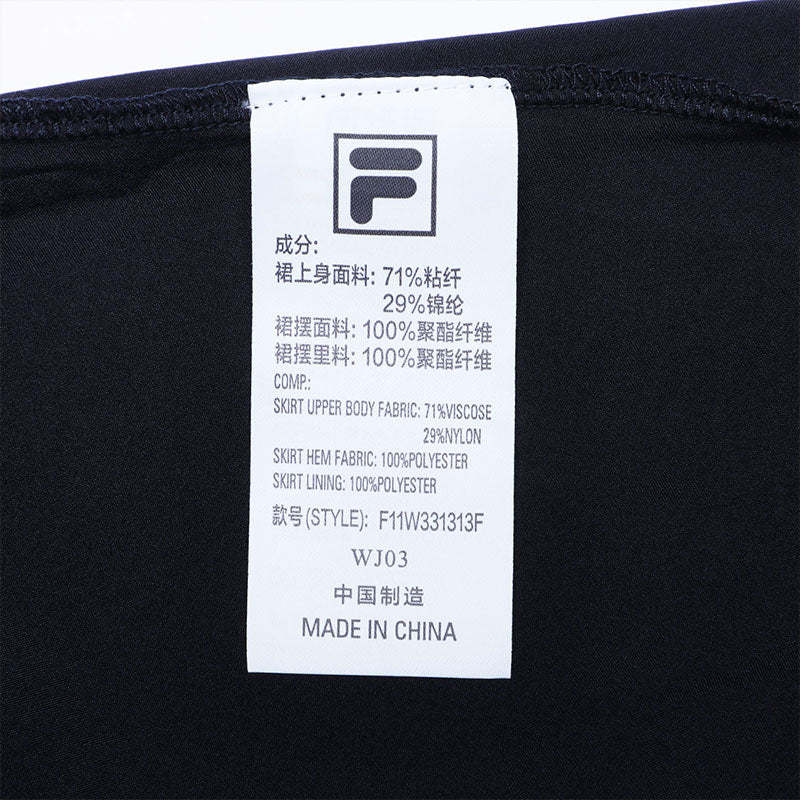 F
成分:
裙上身面料: 71%粘纤
29%锦纶
裙摆面料: 100%聚酯纤维
裙摆里料: 100%聚酯纤维
COMP.:
SKIRT UPPER BODY FABRIC: 71%VISCOSE
29%NYLON
SKIRT HEM FABRIC: 100%POLYESTER
SKIRT LINING: 100%POLYESTER
款号(STYLE): F11W331313F
WJ03
中国制造
MADE IN CHINA